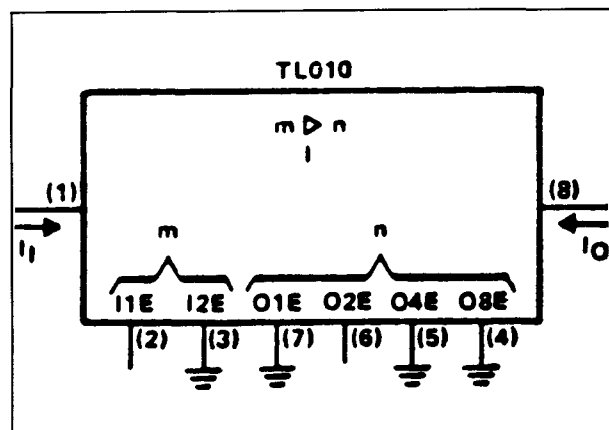 TL010
m ▷ n
I
(1)
(8)
I_I
I_O
m
n
I1E I2E O1E O2E O4E O8E
(2) (3) (7) (6) (5) (4)